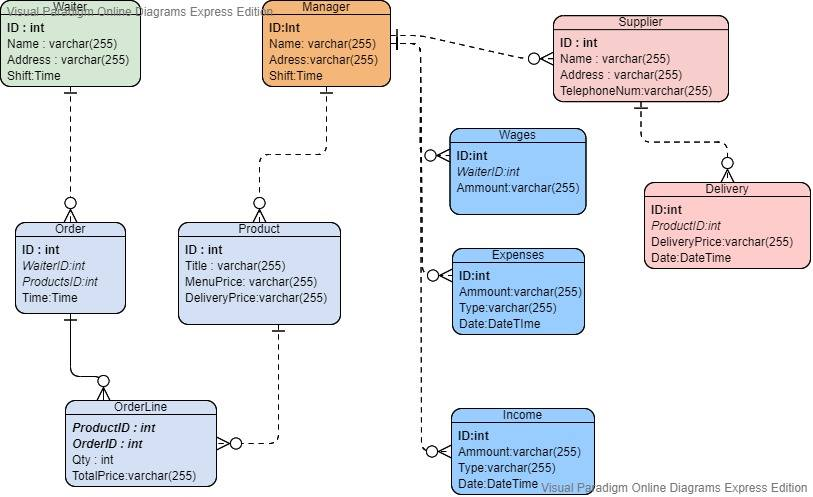 Visual Paradigm Online Diagrams Express Edition
Waiter
ID : int
Name : varchar(255)
Address : varchar(255)
Shift:Time
Manager
ID:Int
Name: varchar(255)
Adress:varchar(255)
Shift:Time
Supplier
ID : int
Name : varchar(255)
Address : varchar(255)
TelephoneNum:varchar(255)
Wages
ID:int
WaiterID:int
Ammount:varchar(255)
Delivery
ID:int
ProductID:int
DeliveryPrice:varchar(255)
Date:DateTime
Order
ID : int
WaiterID:int
ProductsID:int
Time:Time
Product
ID : int
Title : varchar(255)
MenuPrice: varchar(255)
DeliveryPrice:varchar(255)
Expenses
ID:int
Ammount:varchar(255)
Type:varchar(255)
Date:DateTIme
OrderLine
ProductID : int
OrderID : int
Qty : int
TotalPrice:varchar(255)
Income
ID:int
Ammount:varchar(255)
Type:varchar(255)
Date:DateTime
Visual Paradigm Online Diagrams Express Edition